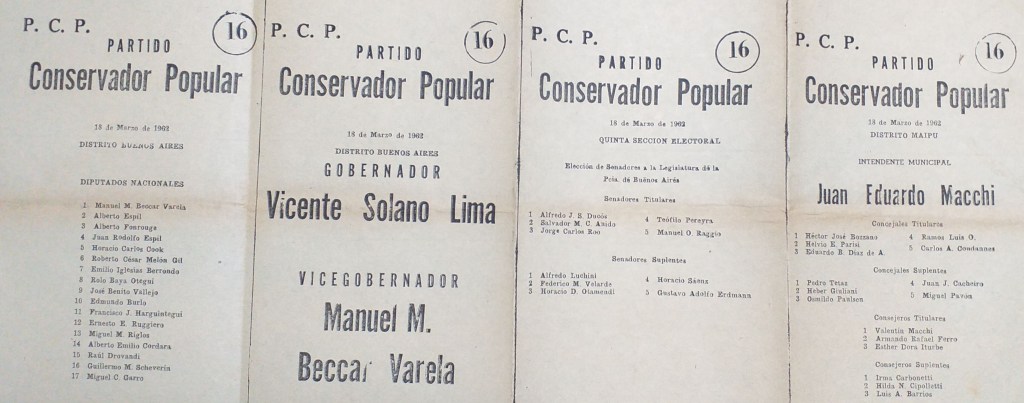 P. C. P.
16
PARTIDO
Conservador Popular
18 de Marzo de 1962
DISTRITO BUENOS AIRES
DIPUTADOS NACIONALES
1 Manuel M. Beccar Varela
2 Alberto Espil
3 Alberto Fonrouge
4 Juan Rodolfo Espil
5 Horacio Carlos Cook
6 Roberto César Melón Gil
7 Emilio Iglesias Berrondo
8 Raio Baya Otegui
9 José Benito Vallejo
10 Edmundo Burlo
11 Francisco J. Harguintegui
12 Ernesto E. Ruggiero
13 Miguel M. Riglos
14 Alberto Emilio Cordara
15 Raúl Drovandi
16 Guillermo M. Scheverin
17 Miguel C. Garro
P. C. P.
16
PARTIDO
Conservador Popular
18 de Marzo de 1962
DISTRITO BUENOS AIRES
GOBERNADOR
Vicente Solano Lima
VICEGOBERNADOR
Manuel M.
Beccar Varela
P. C. P.
16
PARTIDO
Conservador Popular
18 de Marzo de 1962
QUINTA SECCION ELECTORAL
Elección de Senadores a la Legislatura de la
Pcia. de Buenos Aires
Senadores Titulares
1 Alfredo J. B.
2 Salvador M. C. Anido
3 Jorge Carlos Roo
4 Teófilo Pereyra
5 Manuel O. Raggio
Senadores Suplentes
1 Alfredo Luchini
2 Federico M. Velarde
3 Horacio D. Otamendi
4 Horacio Sáenz
5 Gustavo Adolfo Erdmann
P. C. P.
16
PARTIDO
Conservador Popular
18 de Marzo de 1962
DISTRITO MAIPU
INTENDENTE MUNICIPAL
Juan Eduardo Macchi
Concejales Titulares
1 Héctor José Bozzano
2 Helvio E. Parisi
3 Eduardo B. Diaz de A.
4 Ramos Luis O.
5 Carlos A. Condannos
Concejales Suplentes
1 Pedro Tetaz
2 Heber Giuliani
3 Osmildo Paulsen
4 Juan J. Cacheiro
5 Miguel Pavón
Consejeros Titulares
1 Valentín Macchi
2 Armando Rafael Ferro
3 Esther Dora Iturbe
Consejeros Suplentes
1 Irma Carbonetti
2 Hilda N. Cipolletti
3 Luis A. Barrios